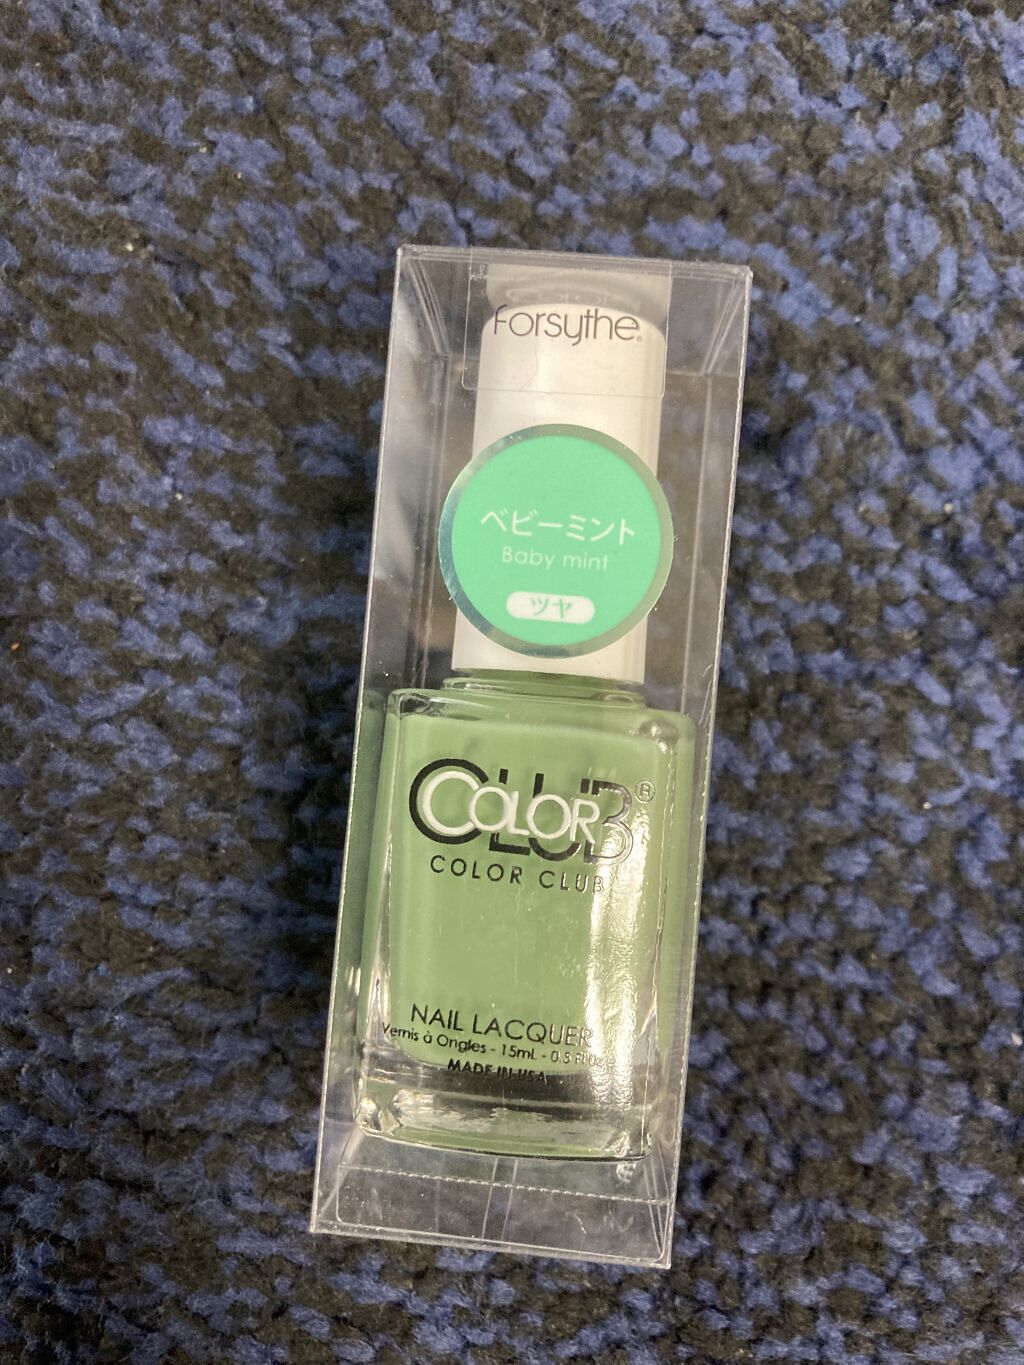 Forsythe®
ベビーミント
Baby mint
ツヤ
COLOR CLUB®
COLOR CLUB
NAIL LACQUER
Vernis à Ongles - 15mL - 0.5 Fl
MADE IN USA